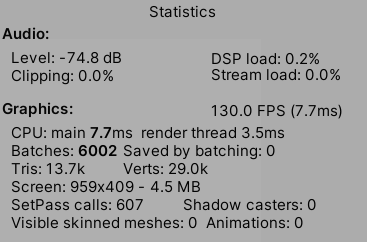 Statistics
Audio:
Level: -74.8 dB DSP load: 0.2%
Clipping: 0.0% Stream load: 0.0%
Graphics: 130.0 FPS (7.7ms)
CPU: main 7.7ms render thread 3.5ms
Batches: 6002 Saved by batching: 0
Tris: 13.7k Verts: 29.0k
Screen: 959x409 - 4.5 MB
SetPass calls: 607 Shadow casters: 0
Visible skinned meshes: 0 Animations: 0